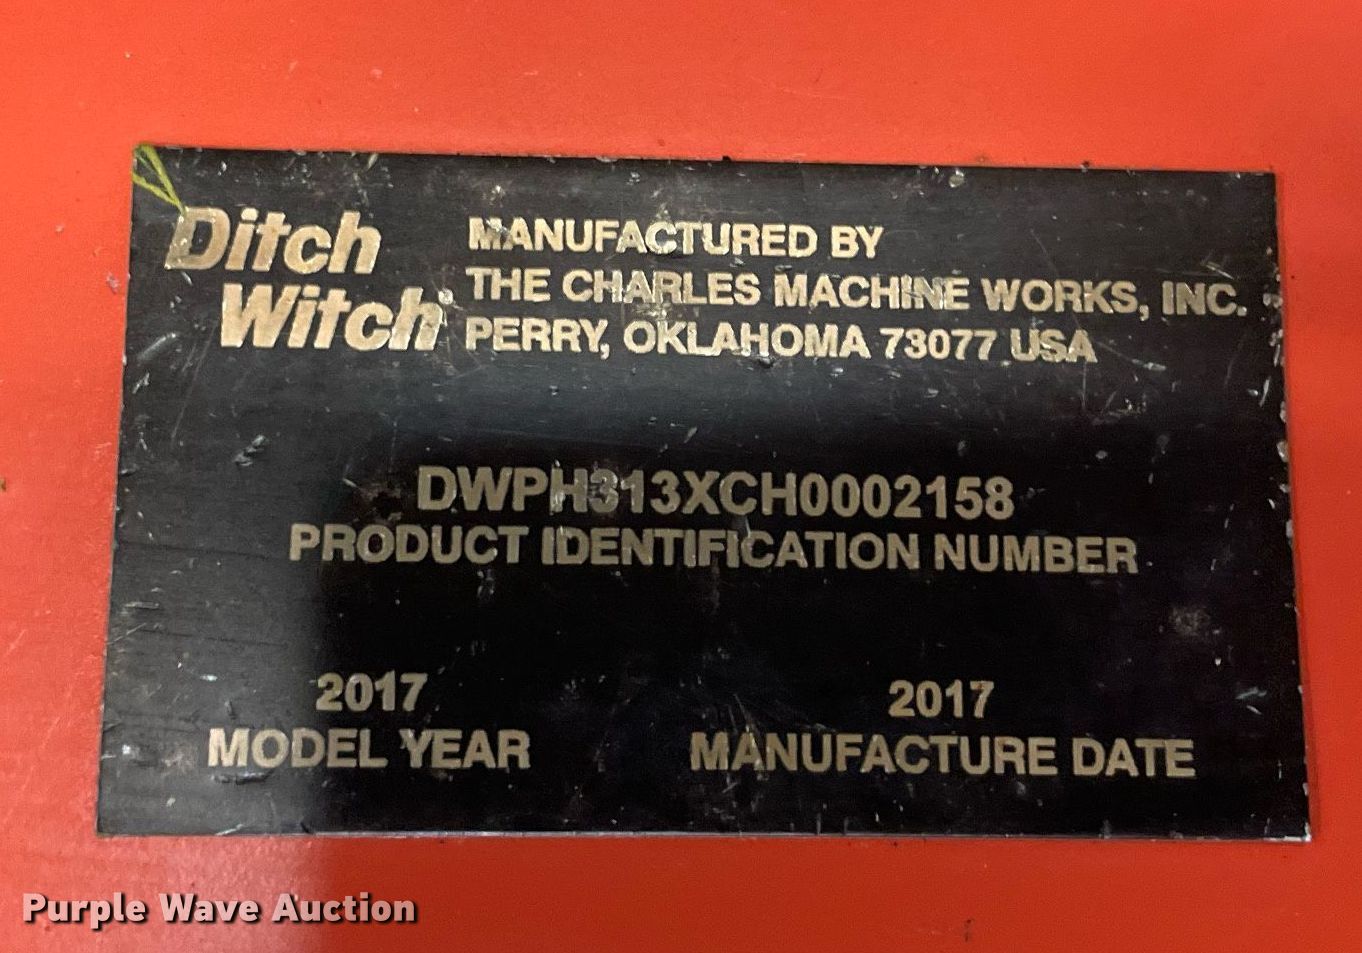 Ditch
Witch
MANUFACTURED BY
THE CHARLES MACHINE WORKS, INC.
PERRY, OKLAHOMA 73077 USA
DWPH313XCH0002158
PRODUCT IDENTIFICATION NUMBER
2017
MODEL YEAR
2017
MANUFACTURE DATE
Purple Wave Auction